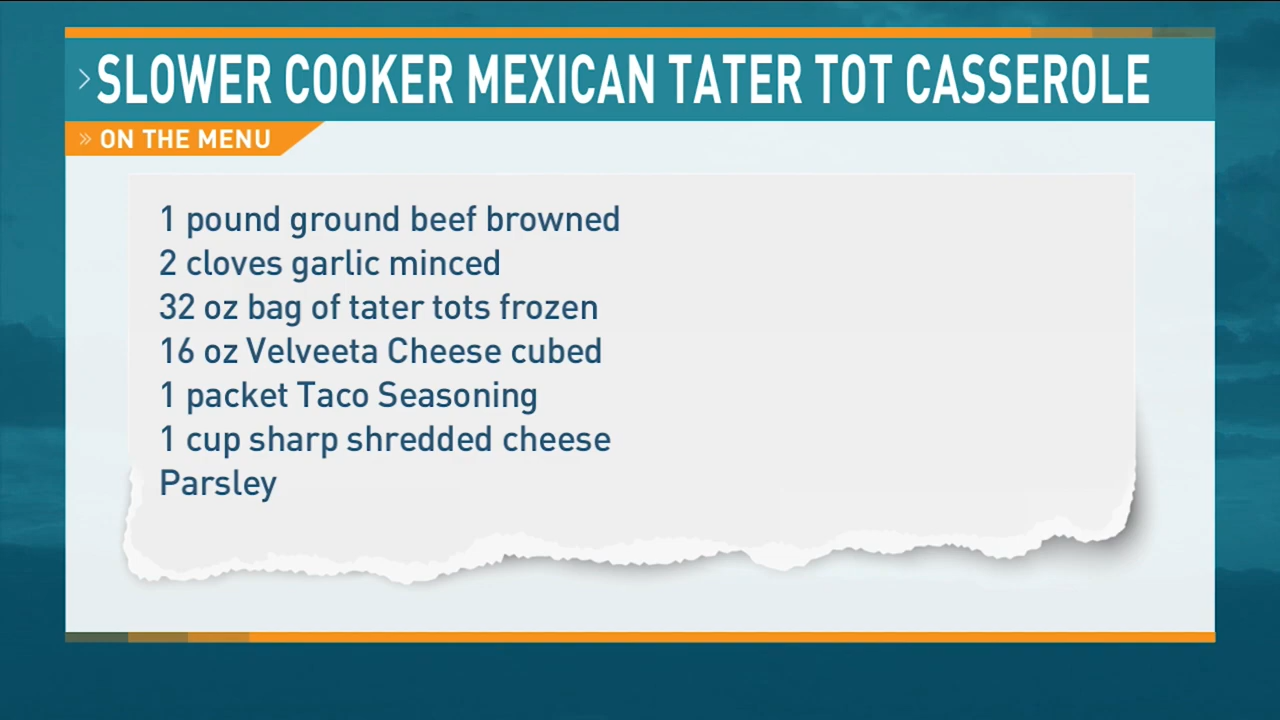 SLOWER COOKER MEXICAN TATER TOT CASSEROLE
ON THE MENU
1 pound ground beef browned
2 cloves garlic minced
32 oz bag of tater tots frozen
16 oz Velveeta Cheese cubed
1 packet Taco Seasoning
1 cup sharp shredded cheese
Parsley